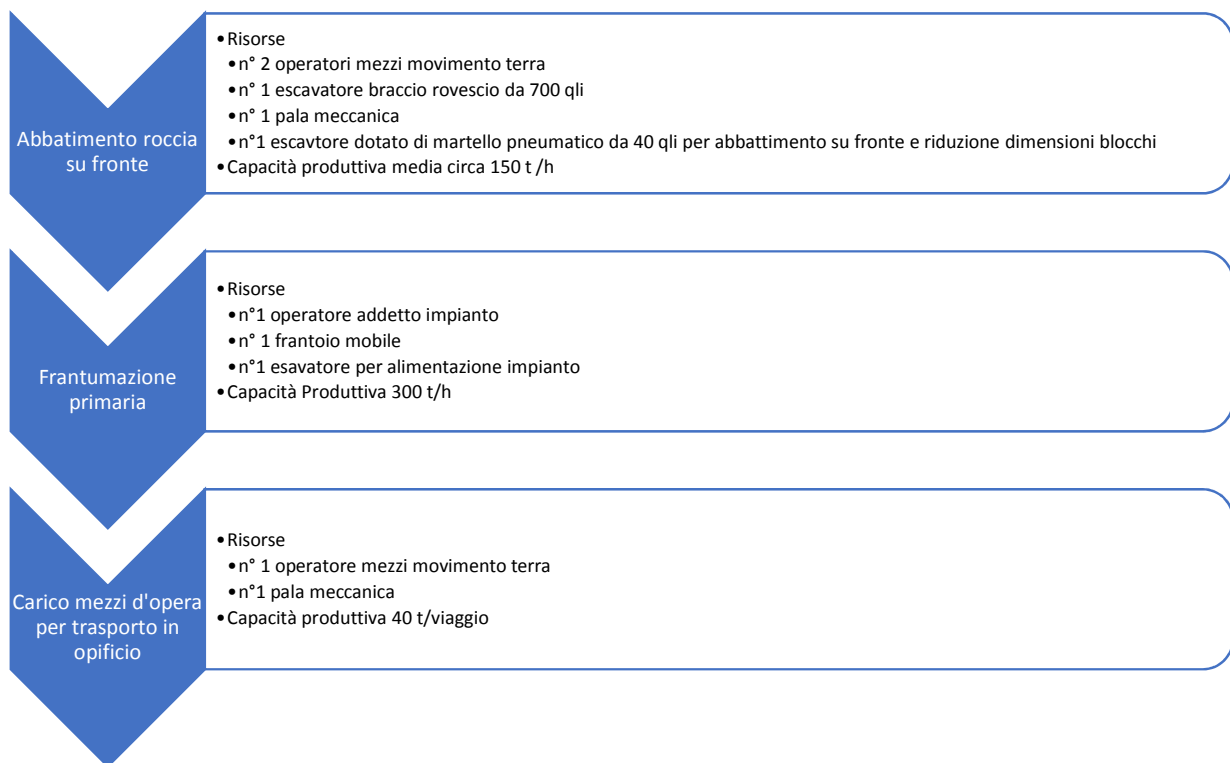 Abbatimento roccia
su fronte
•Risorse
•n° 2 operatori mezzi movimento terra
•n° 1 escavatore braccio rovescio da 700 qli
•n° 1 pala meccanica
•n°1 escavtore dotato di martello pneumatico da 40 qli per abbattimento su fronte e riduzione dimensioni blocchi
•Capacità produttiva media circa 150 t /h
Frantumazione
primaria
•Risorse
•n°1 operatore addetto impianto
•n° 1 frantoio mobile
•n°1 esavatore per alimentazione impianto
•Capacità Produttiva 300 t/h
Carico mezzi d'opera
per trasporto in
opificio
•Risorse
•n° 1 operatore mezzi movimento terra
•n°1 pala meccanica
•Capacità produttiva 40 t/viaggio